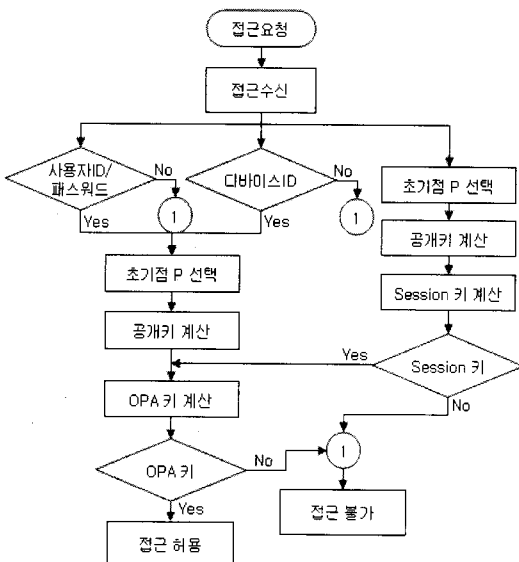 접근요청
접근수신
사용자ID/
패스워드
No
Yes
1
디바이스ID
No
Yes
1
초기점 P 선택
공개키 계산
Session 키 계산
초기점 P 선택
공개키 계산
Yes
Session 키
No
OPA 키 계산
OPA 키
No
1
Yes
접근 불가
접근 허용